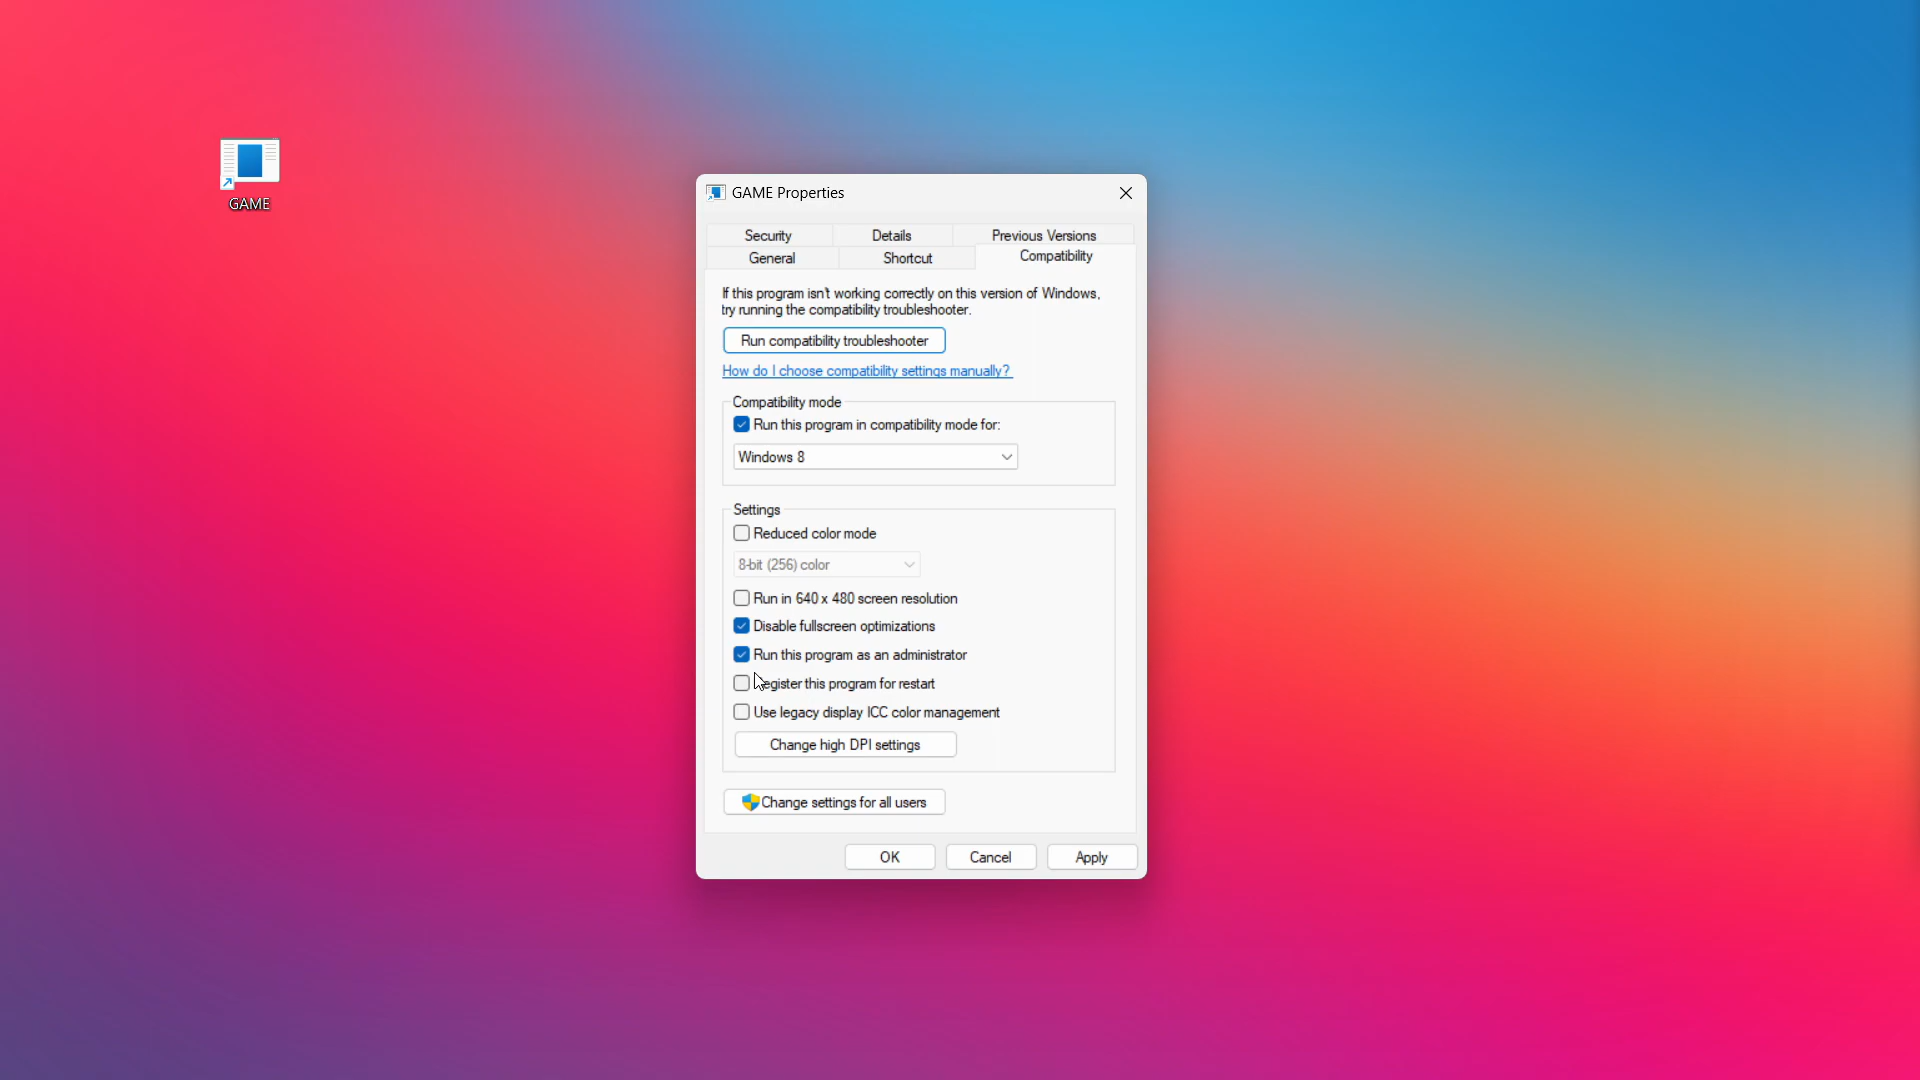 GAME
GAME Properties
Security Details Previous Versions
General Shortcut Compatibility
If this program isn't working correctly on this version of Windows,
try running the compatibility troubleshooter.
Run compatibility troubleshooter
How do I choose compatibility settings manually?
Compatibility mode
Run this program in compatibility mode for:
Windows 8
Settings
Reduced color mode
8-bit (256) color
Run in 640 x 480 screen resolution
Disable fullscreen optimizations
Run this program as an administrator
Register this program for restart
Use legacy display ICC color management
Change high DPI settings
Change settings for all users
OK Cancel Apply